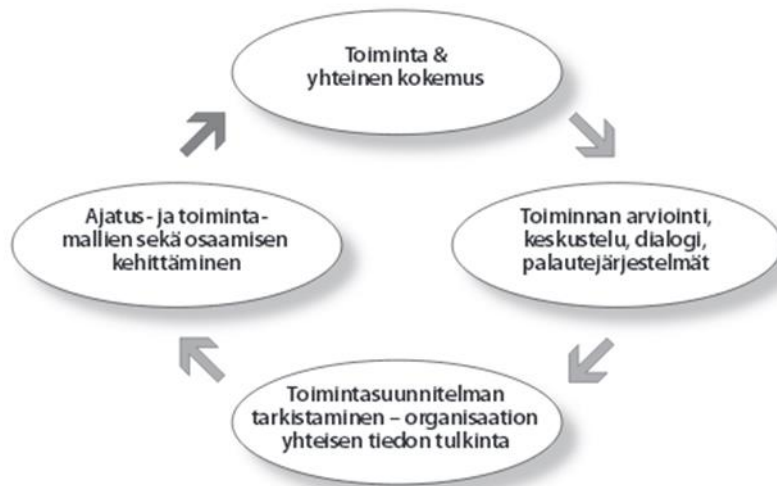 Toiminta &
yhteinen kokemus
Toiminnan arviointi,
keskustelu, dialogi,
palautejärjestelmät
Toimintasuunnitelman
tarkistaminen – organisaation
yhteisen tiedon tulkinta
Ajatus- ja toiminta-
mallien sekä osaamisen
kehittäminen